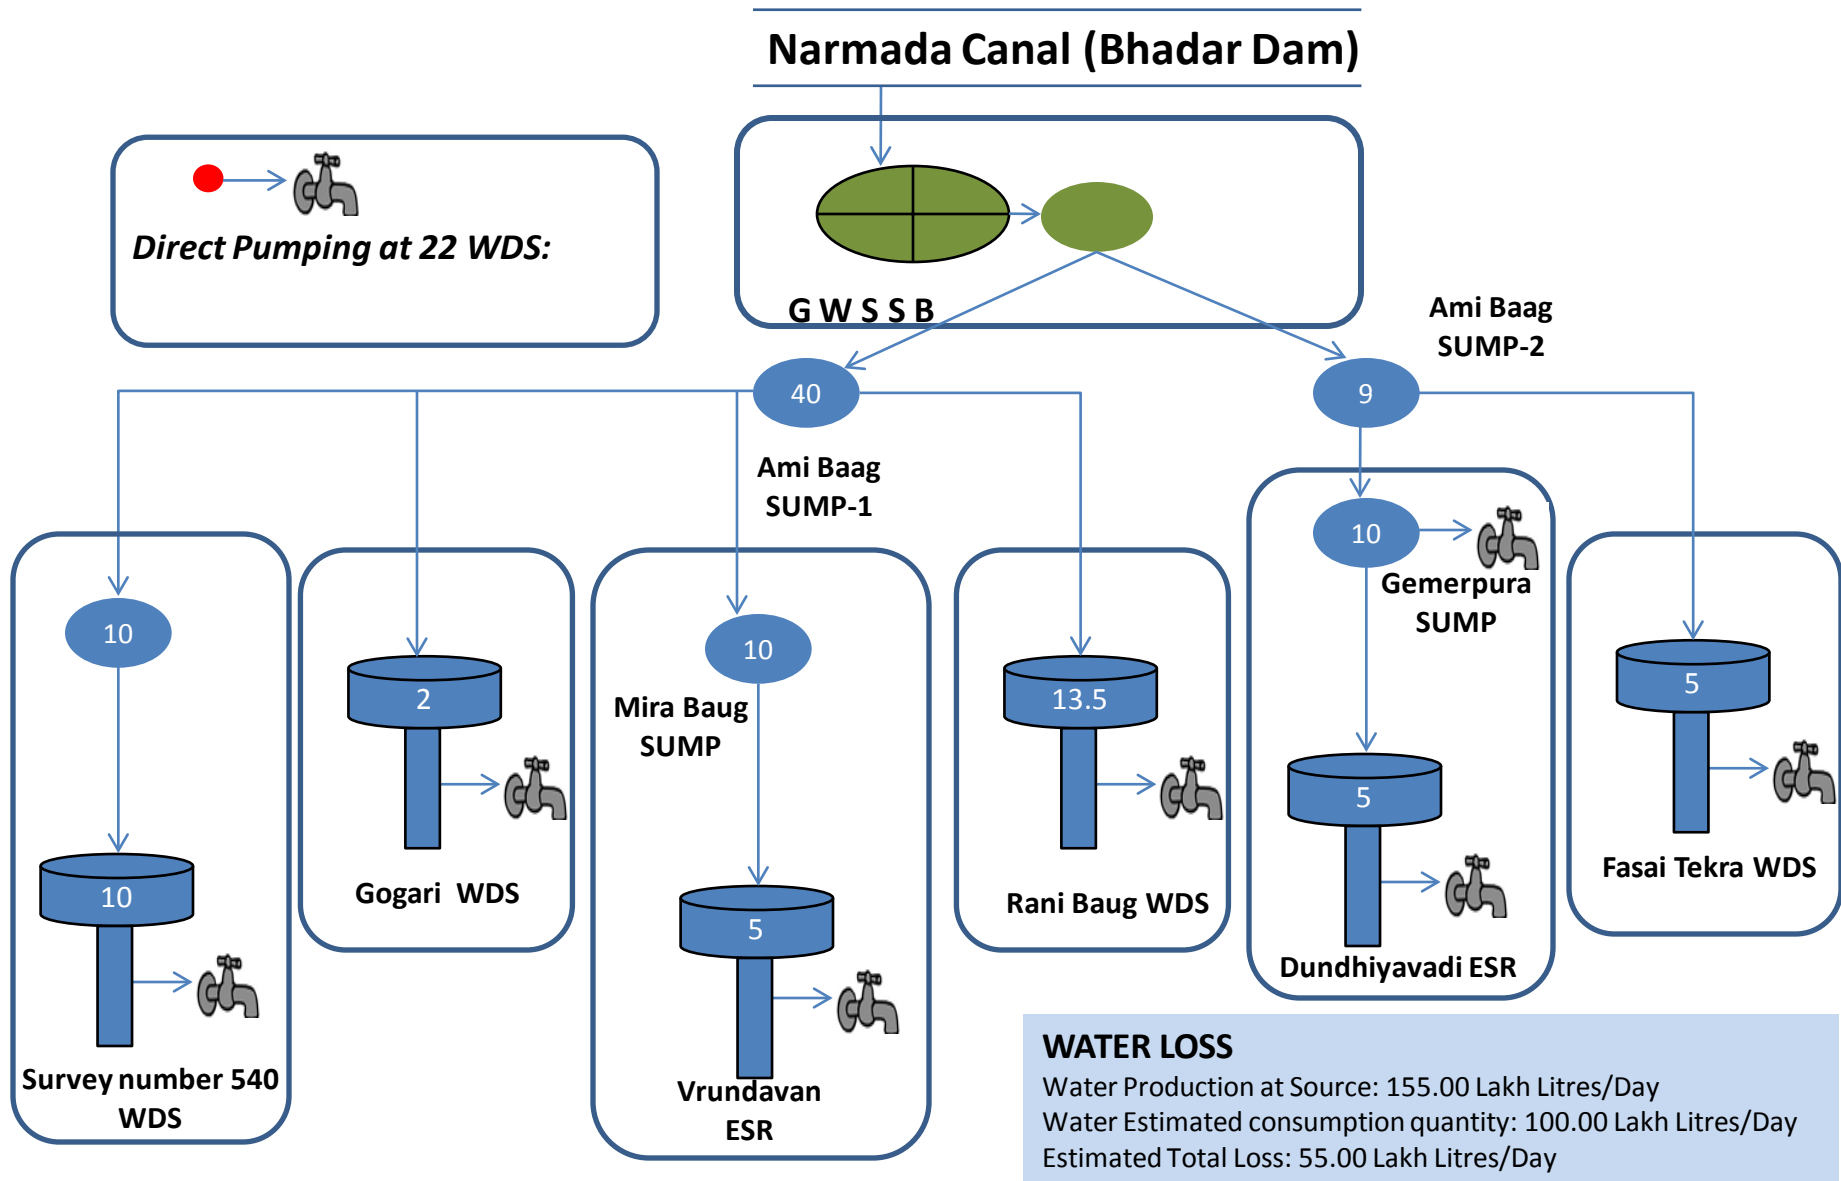 Narmada Canal (Bhadar Dam)
Direct Pumping at 22 WDS:
G W S S B
Ami Baag
SUMP-2
40
9
Ami Baag
SUMP-1
10
Survey number 540
WDS
10
2
Gogari WDS
10
Mira Baug
SUMP
5
Vrundavan
ESR
13.5
Rani Baug WDS
10
Gemerpura
SUMP
5
Dundhiyavadi ESR
5
Fasai Tekra WDS
WATER LOSS
Water Production at Source: 155.00 Lakh Litres/Day
Water Estimated consumption quantity: 100.00 Lakh Litres/Day
Estimated Total Loss: 55.00 Lakh Litres/Day